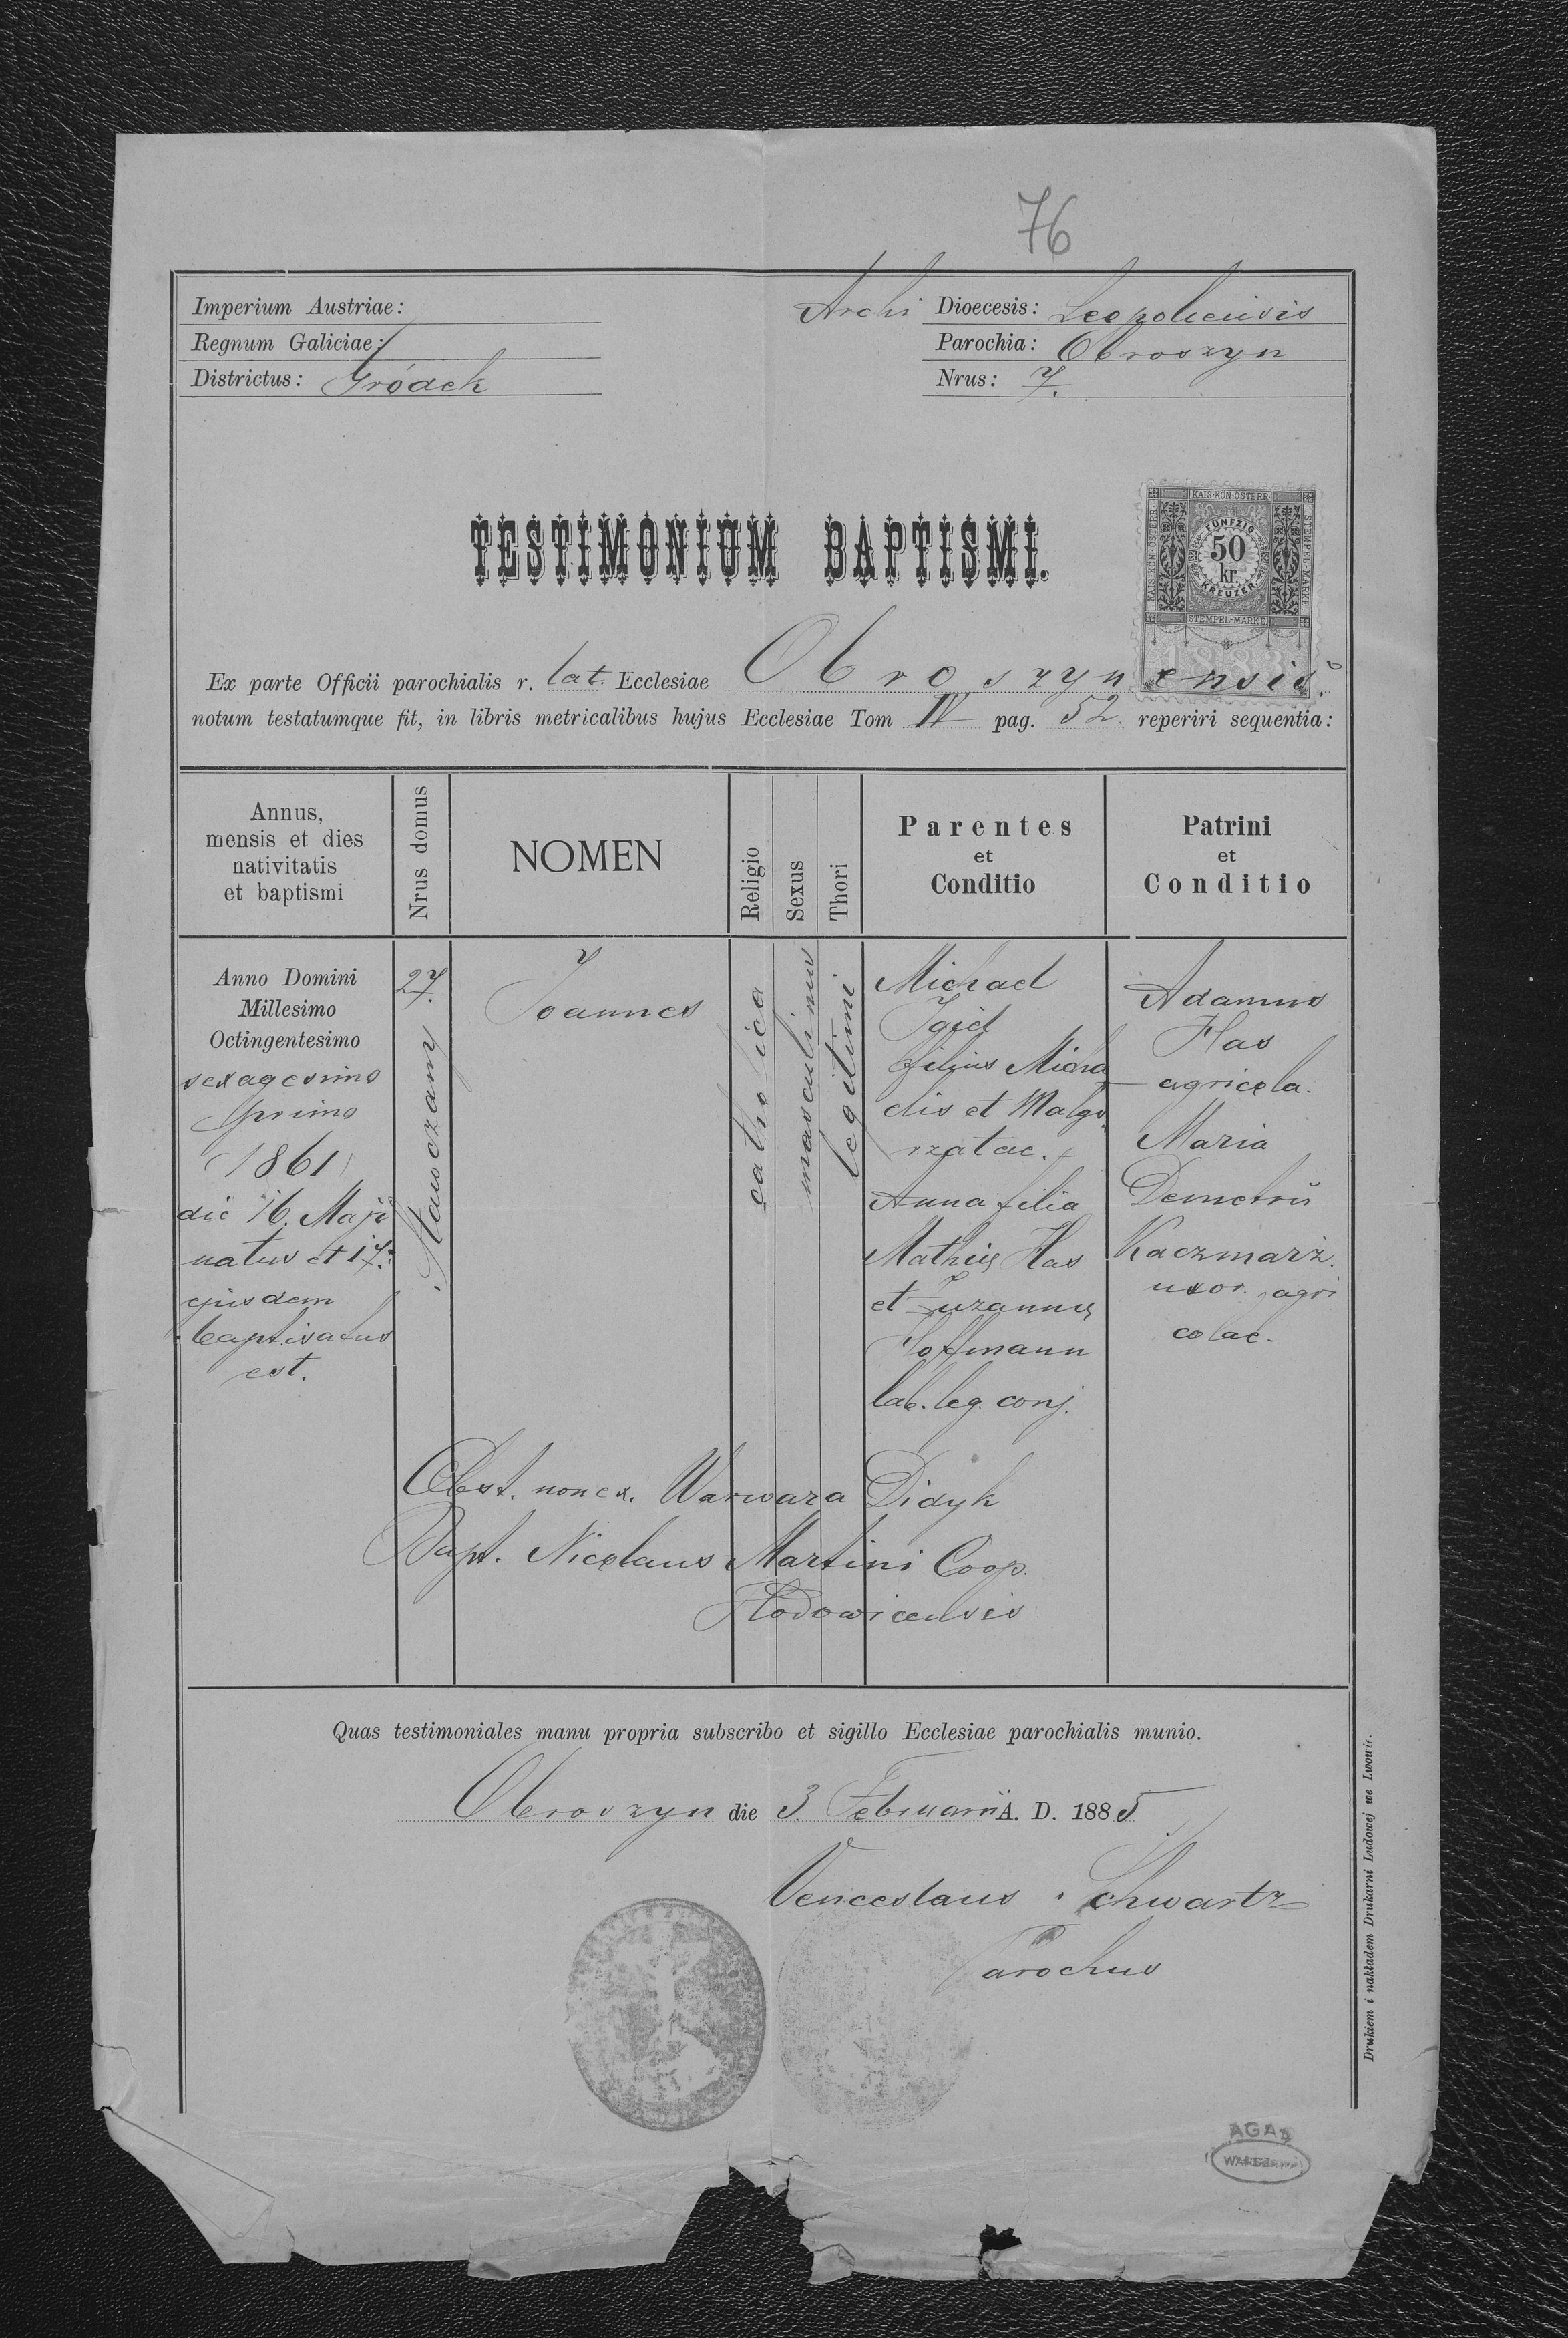 76
Imperium Austriae:
Archi Dioecesis: Leopoliensis
Regnum Galiciae:
Parochia: Obroszyn
Districtus: Gródek
Nrus: 7.
TESTIMONIUM BAPTISMI.
KAIS·KÖN·ÖSTERR·
FÜNFZIG
50
kr.
KREUZER
STEMPEL-MARKE
1883
Ex parte Officii parochialis r. lat. Ecclesiae Obroszynensis
notum testatumque fit, in libris metricalibus hujus Ecclesiae Tom IV pag. 52. reperiri sequentia:
Annus,
mensis et dies
nativitatis
et baptismi
Nrus domus
NOMEN
Religio
Sexus
Thori
Parentes
et
Conditio
Patrini
et
Conditio
Anno Domini
Millesimo
Octingentesimo
sexagesimo
primo
1861
die 16. Maji
natus et 17.
ejusdem
baptisatus
est.
27.
Stawczany
Joannes
catholica
masculinus
legitimi
Michael
filius Micha
elis et Malgo
rzatae.
Anna filia
Mathiæ Has
et Zuzannæ
Hoffmann
lab. leg. conj.
Adamus
Has
agricola.
Maria
Demetrii
Kaczmarz.
uxor agri
colae.
Obst. non ex. Warwara Didyk
Bapt. Nicolaus Martini Coop.
Hodowicensis
Quas testimoniales manu propria subscribo et sigillo Ecclesiae parochialis munio.
Obroszyn die 3. Februarii A. D. 1885
Venceslaus Schwartz
Parochus
Drukiem i nakładem Drukarni Ludowej we Lwowie.
AGAD
WARSZAWA